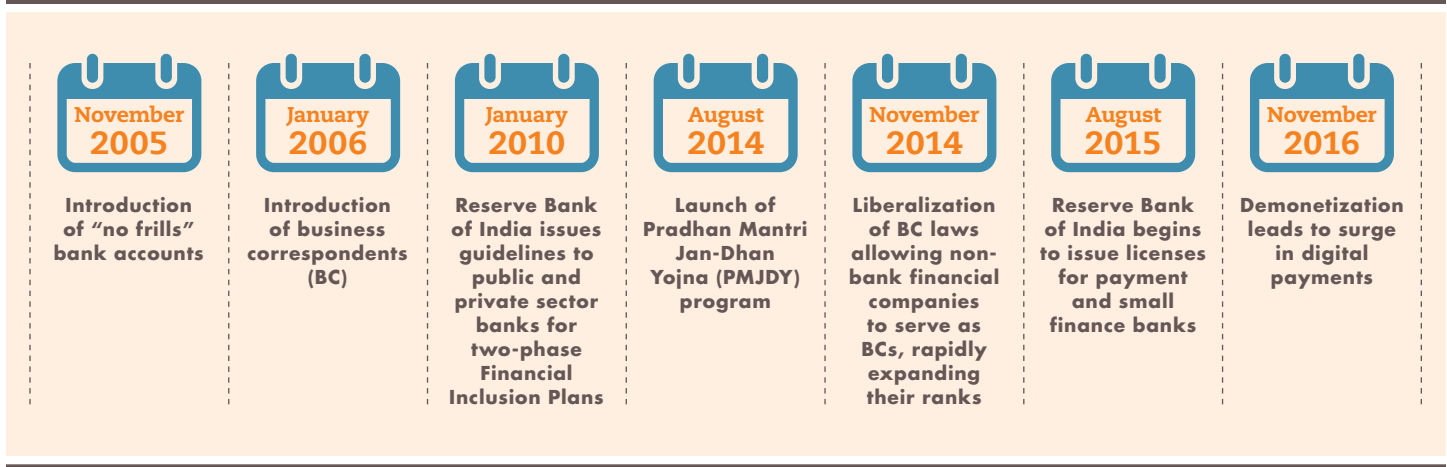 November
2005
Introduction
of “no frills”
bank accounts
January
2006
Introduction
of business
correspondents
(BC)
January
2010
Reserve Bank
of India issues
guidelines to
public and
private sector
banks for
two-phase
Financial
Inclusion Plans
August
2014
Launch of
Pradhan Mantri
Jan-Dhan
Yojna (PMJDY)
program
November
2014
Liberalization
of BC laws
allowing non-
bank financial
companies
to serve as
BCs, rapidly
expanding
their ranks
August
2015
Reserve Bank
of India begins
to issue licenses
for payment
and small
finance banks
November
2016
Demonetization
leads to surge
in digital
payments